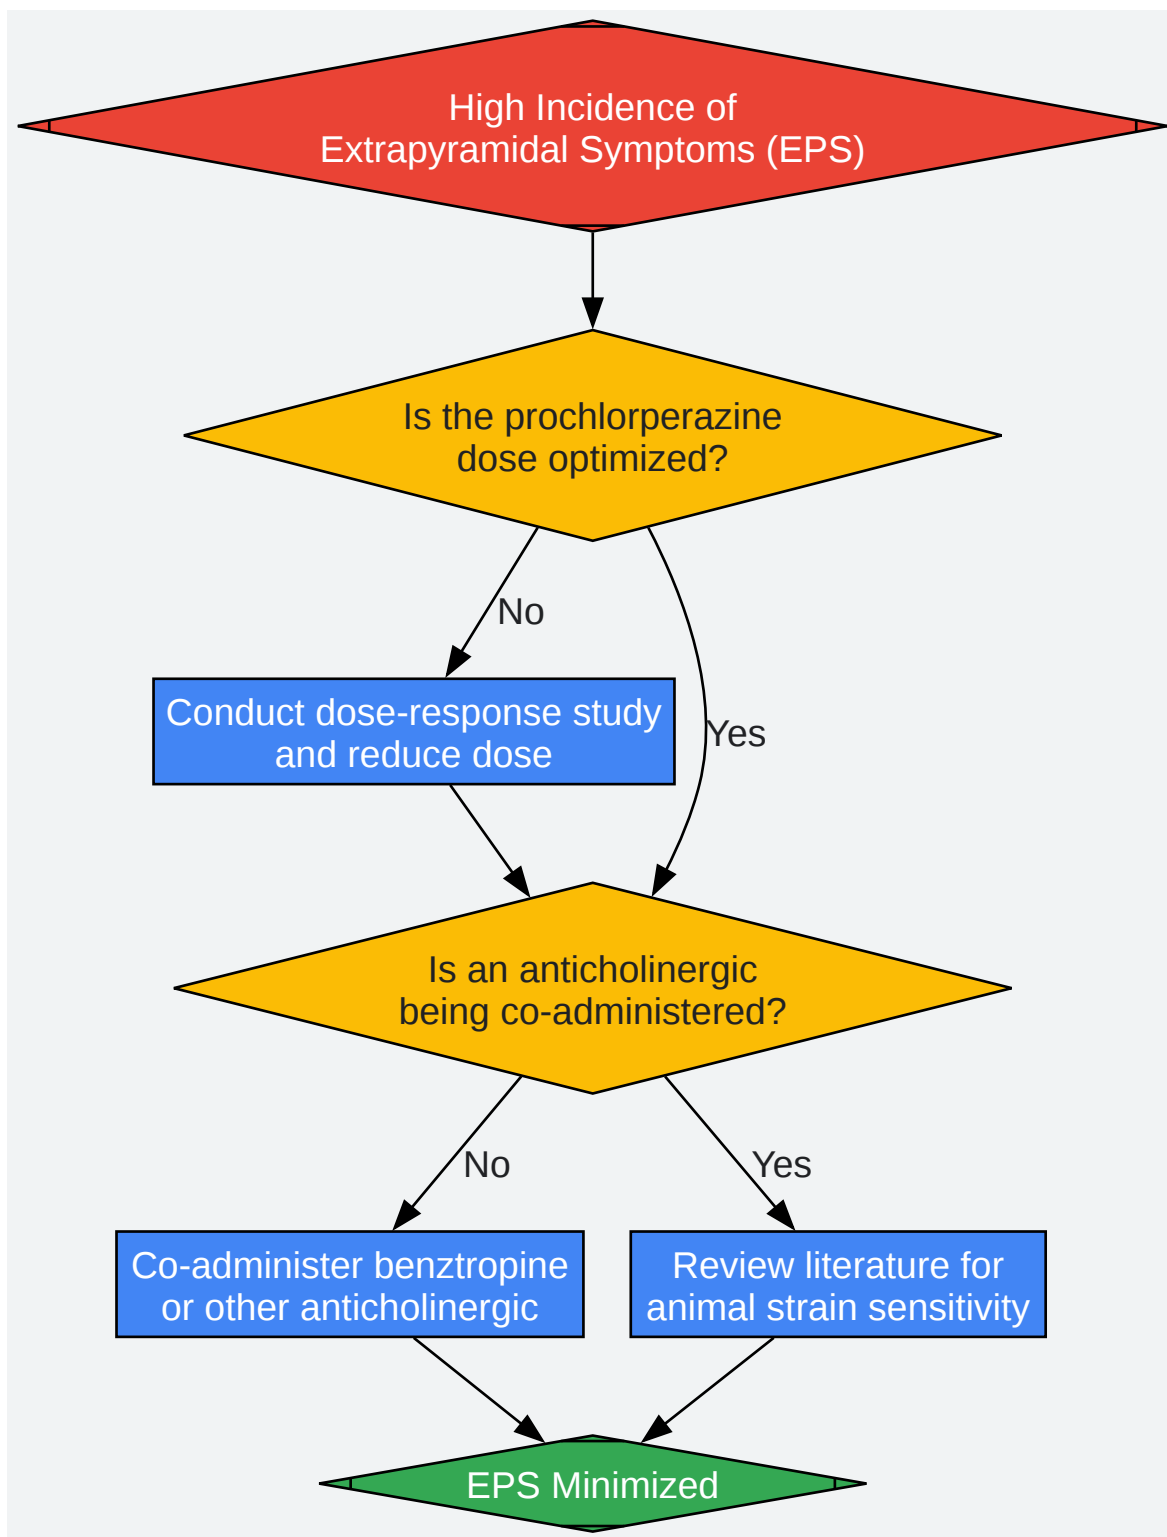 High Incidence of
Extrapyramidal Symptoms (EPS)
Is the prochlorperazine
dose optimized?
No
Conduct dose-response study
and reduce dose
Yes
Is an anticholinergic
being co-administered?
No
Yes
Co-administer benztropine
or other anticholinergic
Review literature for
animal strain sensitivity
EPS Minimized